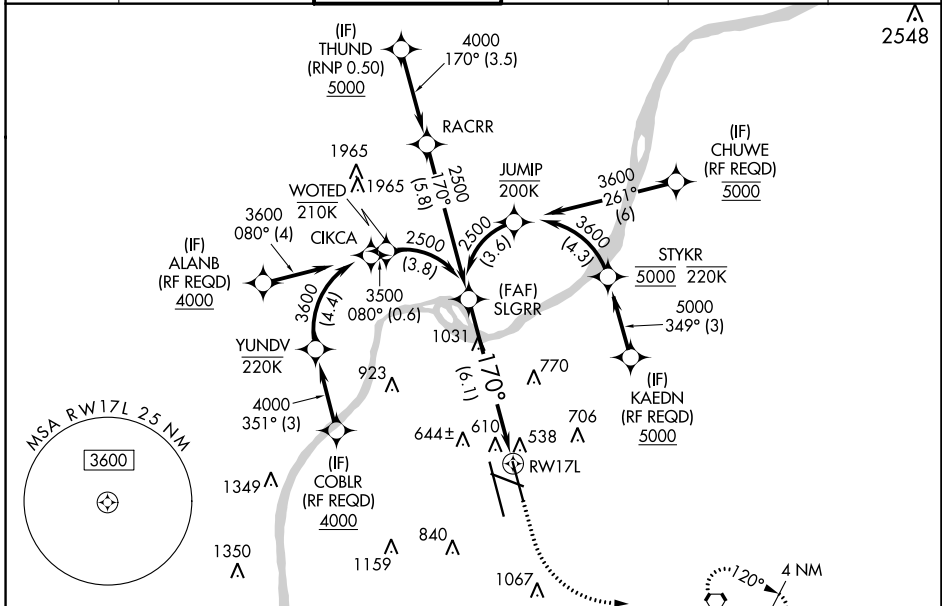 2548
(IF)
THUND
(RNP 0.50)
5000
4000
170° (3.5)
RACRR
1965
1965
WOTED
210K
2500
170°
(5.8)
JUMIP
200K
3600
261°
(6)
(IF)
CHUWE
(RF REQD)
5000
3600
080° (4)
CIKCA
2500
(3.8)
2500
(3.6)
3600
(4.3)
STYKR
5000 220K
(IF)
ALANB
(RF REQD)
4000
3500
080° (0.6)
(FAF)
SLGRR
3600
(4.4)
5000
349° (3)
YUNDV
220K
1031
170°
(6.1)
923
770
(IF)
KAEDN
(RF REQD)
5000
4000
351° (3)
706
644±
610
538
RW17L
MSA RW17L 25 NM
3600
(IF)
COBLR
(RF REQD)
4000
1349
1350
1159
840
1067
120°
4 NM